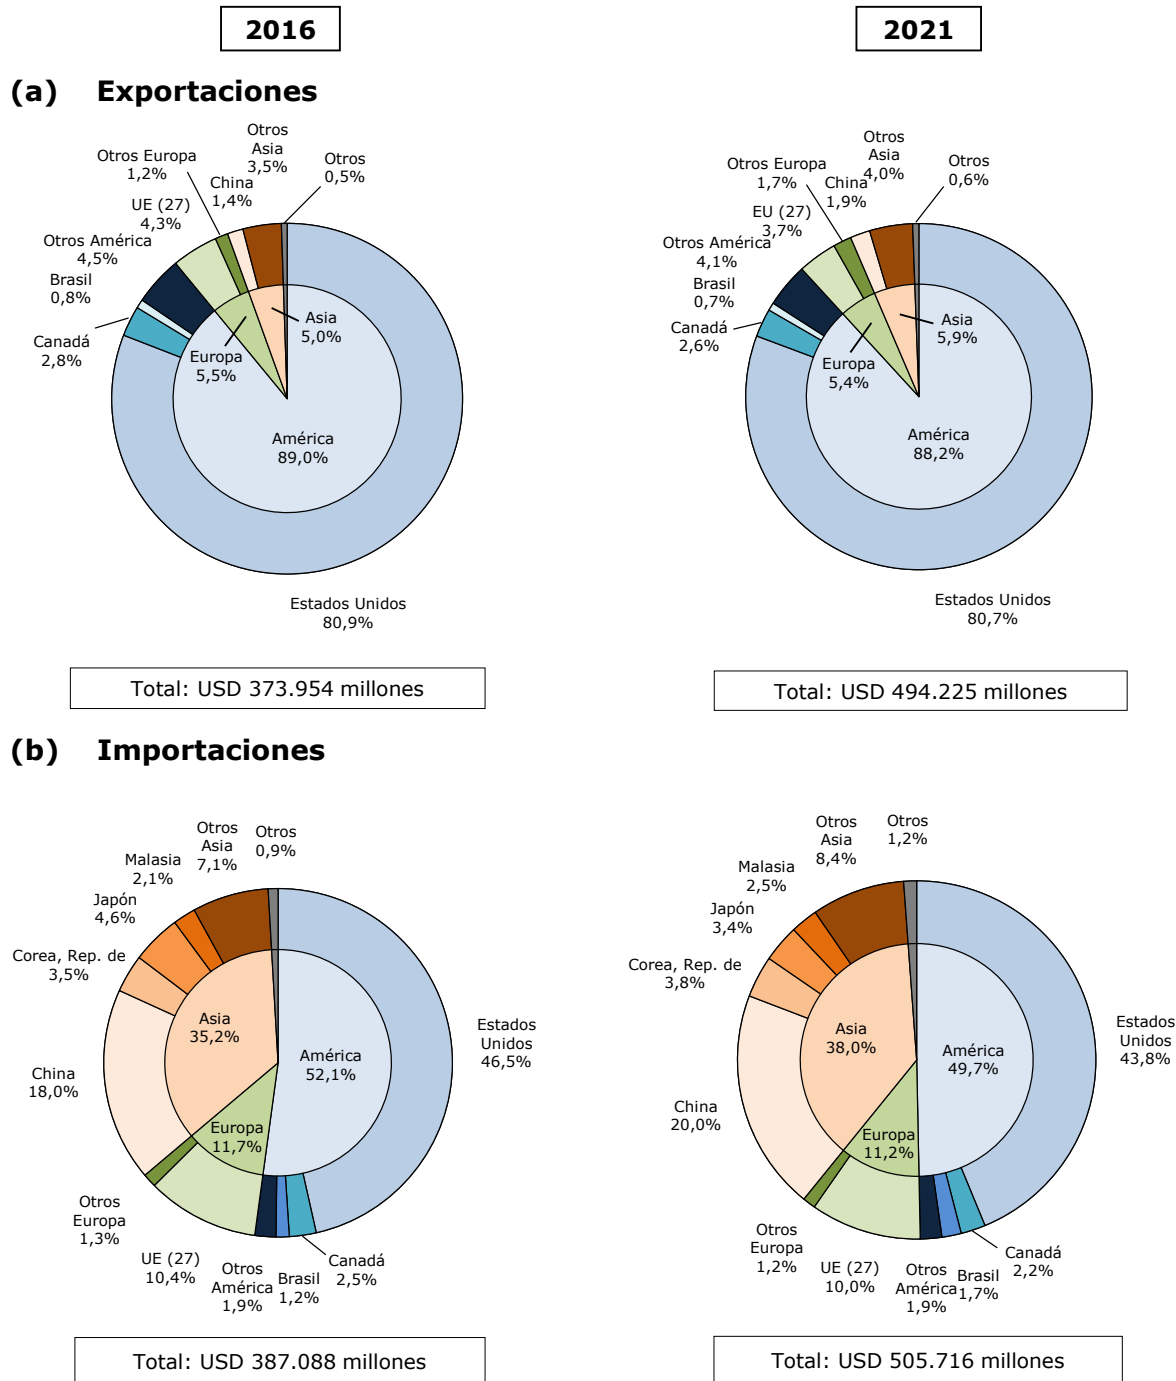 2016
2021
(a) Exportaciones
Otros
Asia
3,5%
Otros Europa
1,2%
China
1,4%
Otros
0,5%
UE (27)
4,3%
Otros América
4,5%
Brasil
0,8%
Canadá
2,8%
Asia
5,0%
Europa
5,5%
América
89,0%
Estados Unidos
80,9%
Total: USD 373.954 millones
Otros
Asia
4,0%
Otros Europa
1,7%
China
1,9%
Otros
0,6%
EU (27)
3,7%
Otros América
4,1%
Brasil
0,7%
Canadá
2,6%
Asia
5,9%
Europa
5,4%
América
88,2%
Estados Unidos
80,7%
Total: USD 494.225 millones
(b) Importaciones
Otros
Asia
7,1%
Otros
0,9%
Malasia
2,1%
Japón
4,6%
Corea, Rep. de
3,5%
Asia
35,2%
América
52,1%
Estados
Unidos
46,5%
China
18,0%
Europa
11,7%
Otros
Europa
1,3%
UE (27)
10,4%
Otros
América
1,9%
Brasil
1,2%
Canadá
2,5%
Total: USD 387.088 millones
Otros
Asia
8,4%
Otros
1,2%
Malasia
2,5%
Japón
3,4%
Corea, Rep. de
3,8%
Asia
38,0%
América
49,7%
Estados
Unidos
43,8%
China
20,0%
Europa
11,2%
Otros
Europa
1,2%
UE (27)
10,0%
Otros
América
1,9%
Brasil
1,7%
Canadá
2,2%
Total: USD 505.716 millones